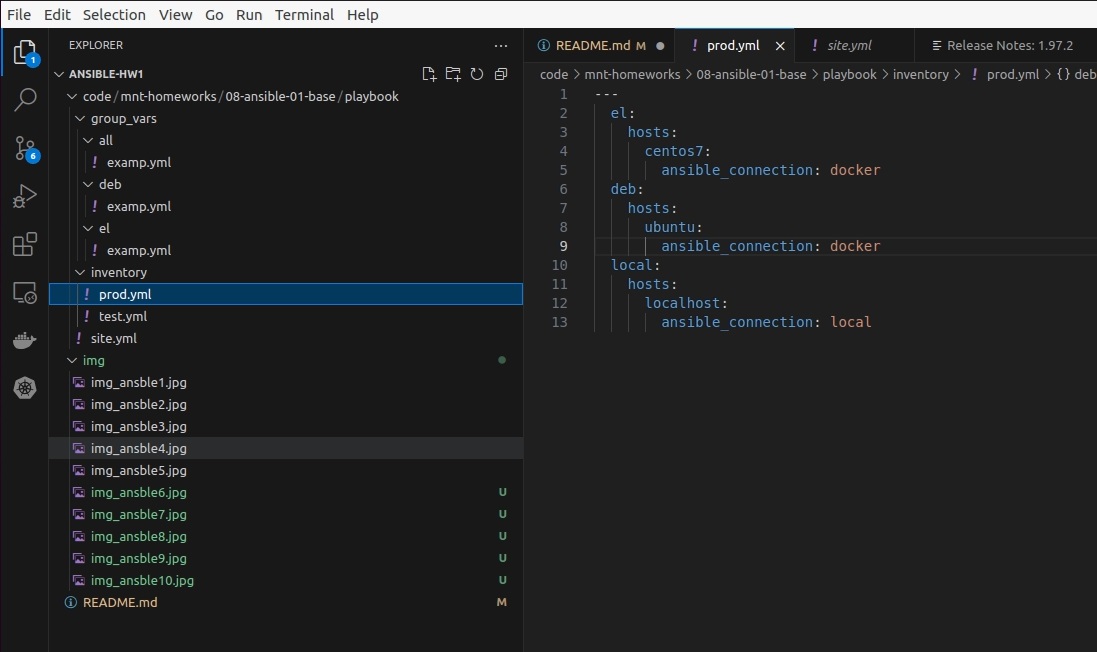 File Edit Selection View Go Run Terminal Help
EXPLORER
ANSIBLE-HW1
code/mnt-homeworks/08-ansible-01-base/playbook
group_vars
all
! examp.yml
deb
! examp.yml
el
! examp.yml
inventory
! prod.yml
! test.yml
! site.yml
img
img_ansble1.jpg
img_ansble2.jpg
img_ansble3.jpg
img_ansble4.jpg
img_ansble5.jpg
img_ansble6.jpg U
img_ansble7.jpg U
img_ansble8.jpg U
img_ansble9.jpg U
img_ansble10.jpg U
README.md M
1
6
README.md M ! prod.yml ! site.yml Release Notes: 1.97.2
code > mnt-homeworks > 08-ansible-01-base > playbook > inventory > ! prod.yml > {} deb
1 ---
2 el:
3 hosts:
4 centos7:
5 ansible_connection: docker
6 deb:
7 hosts:
8 ubuntu:
9 ansible_connection: docker
10 local:
11 hosts:
12 localhost:
13 ansible_connection: local